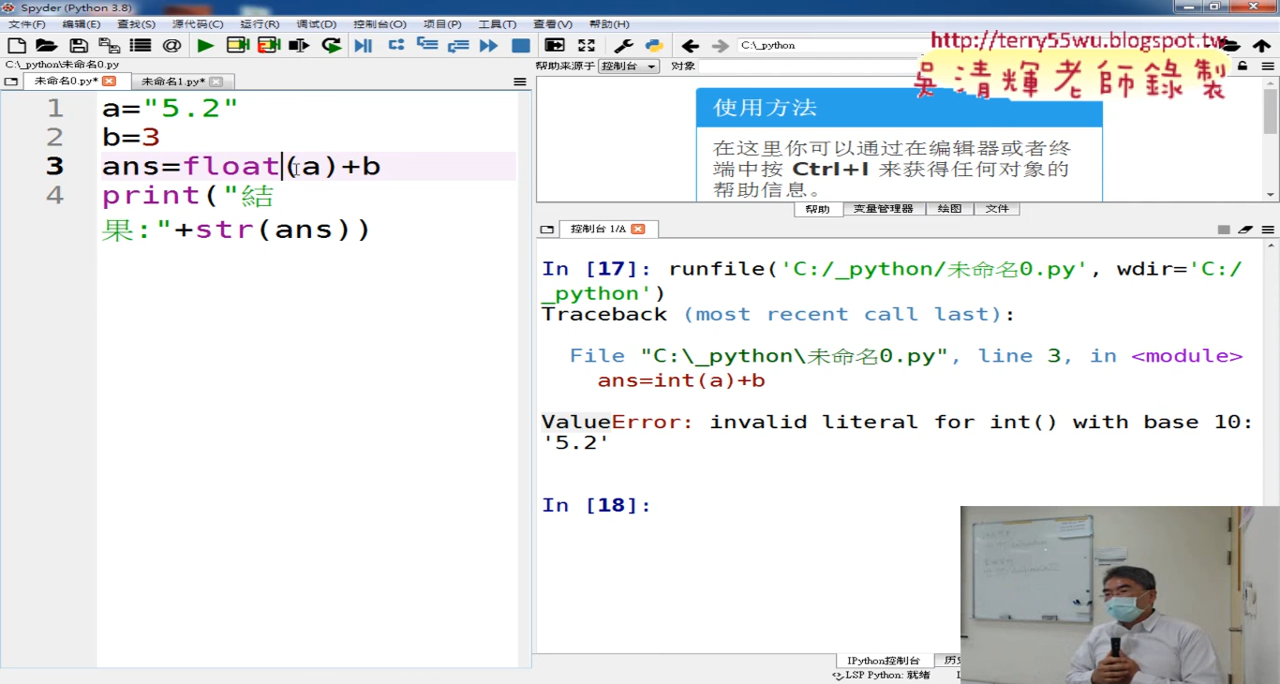 Spyder (Python 3.8)
文件(F) 编辑(E) 查找(S) 源代码(C) 运行(R) 调试(D) 控制台(O) 项目(P) 工具(T) 查看(V) 帮助(H)
C:\_python
http://terry55wu.blogspot.tw
吳清輝老師錄製
C:\_python\未命名0.py
帮助来源于 控制台 对象
未命名0.py* 未命名1.py*
1 a="5.2"
2 b=3
3 ans=float(a)+b
4 print("結
果:"+str(ans))
使用方法
在这里你可以通过在编辑器或者终
端中按 Ctrl+I 来获得任何对象的
帮助信息。
帮助 变量管理器 绘图 文件
控制台 1/A
In [17]: runfile('C:/_python/未命名0.py', wdir='C:/
_python')
Traceback (most recent call last):
File "C:\_python\未命名0.py", line 3, in <module>
ans=int(a)+b
ValueError: invalid literal for int() with base 10:
'5.2'
In [18]:
IPython控制台
LSP Python: 就绪